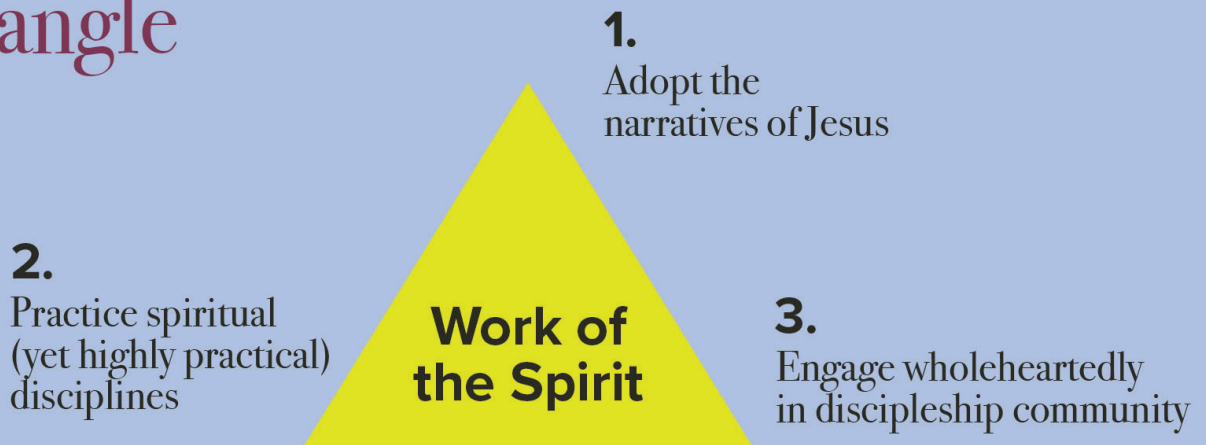 angle
1.
Adopt the
narratives of Jesus
2.
Practice spiritual
(yet highly practical)
disciplines
Work of
the Spirit
3.
Engage wholeheartedly
in discipleship community